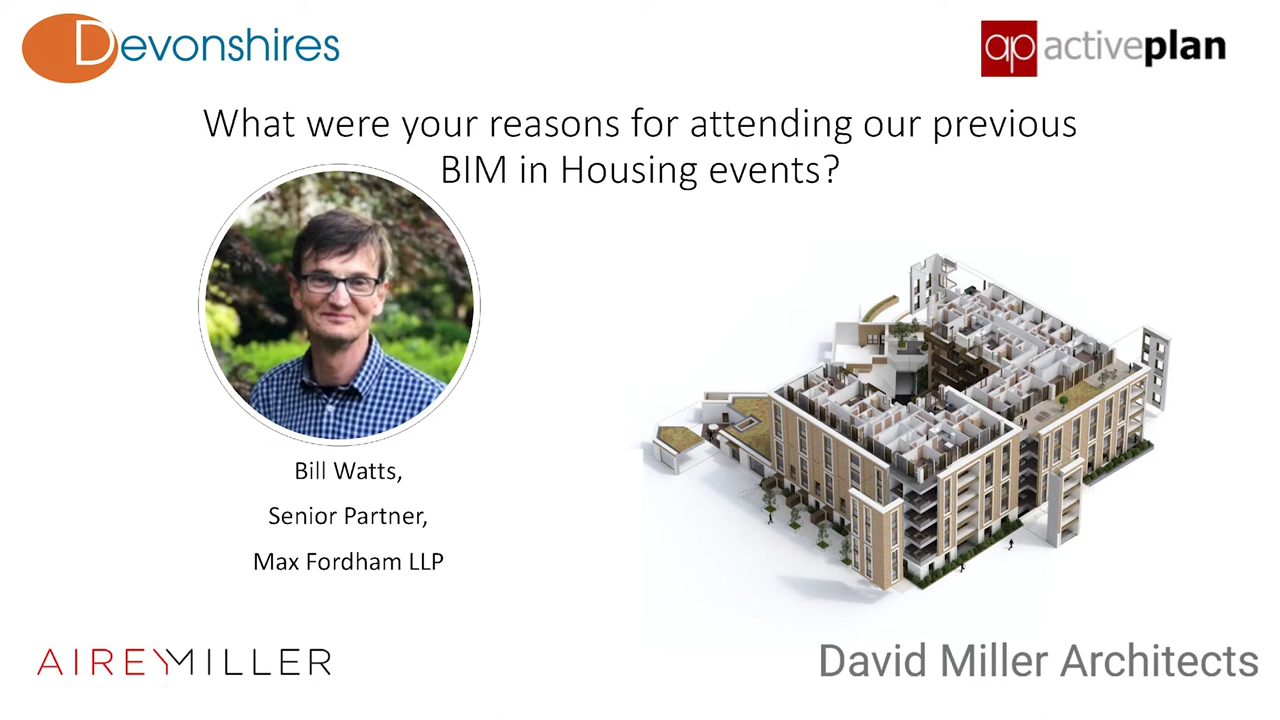 Devonshires
ap activeplan
What were your reasons for attending our previous
BIM in Housing events?
Bill Watts,
Senior Partner,
Max Fordham LLP
AIREYMILLER
David Miller Architects